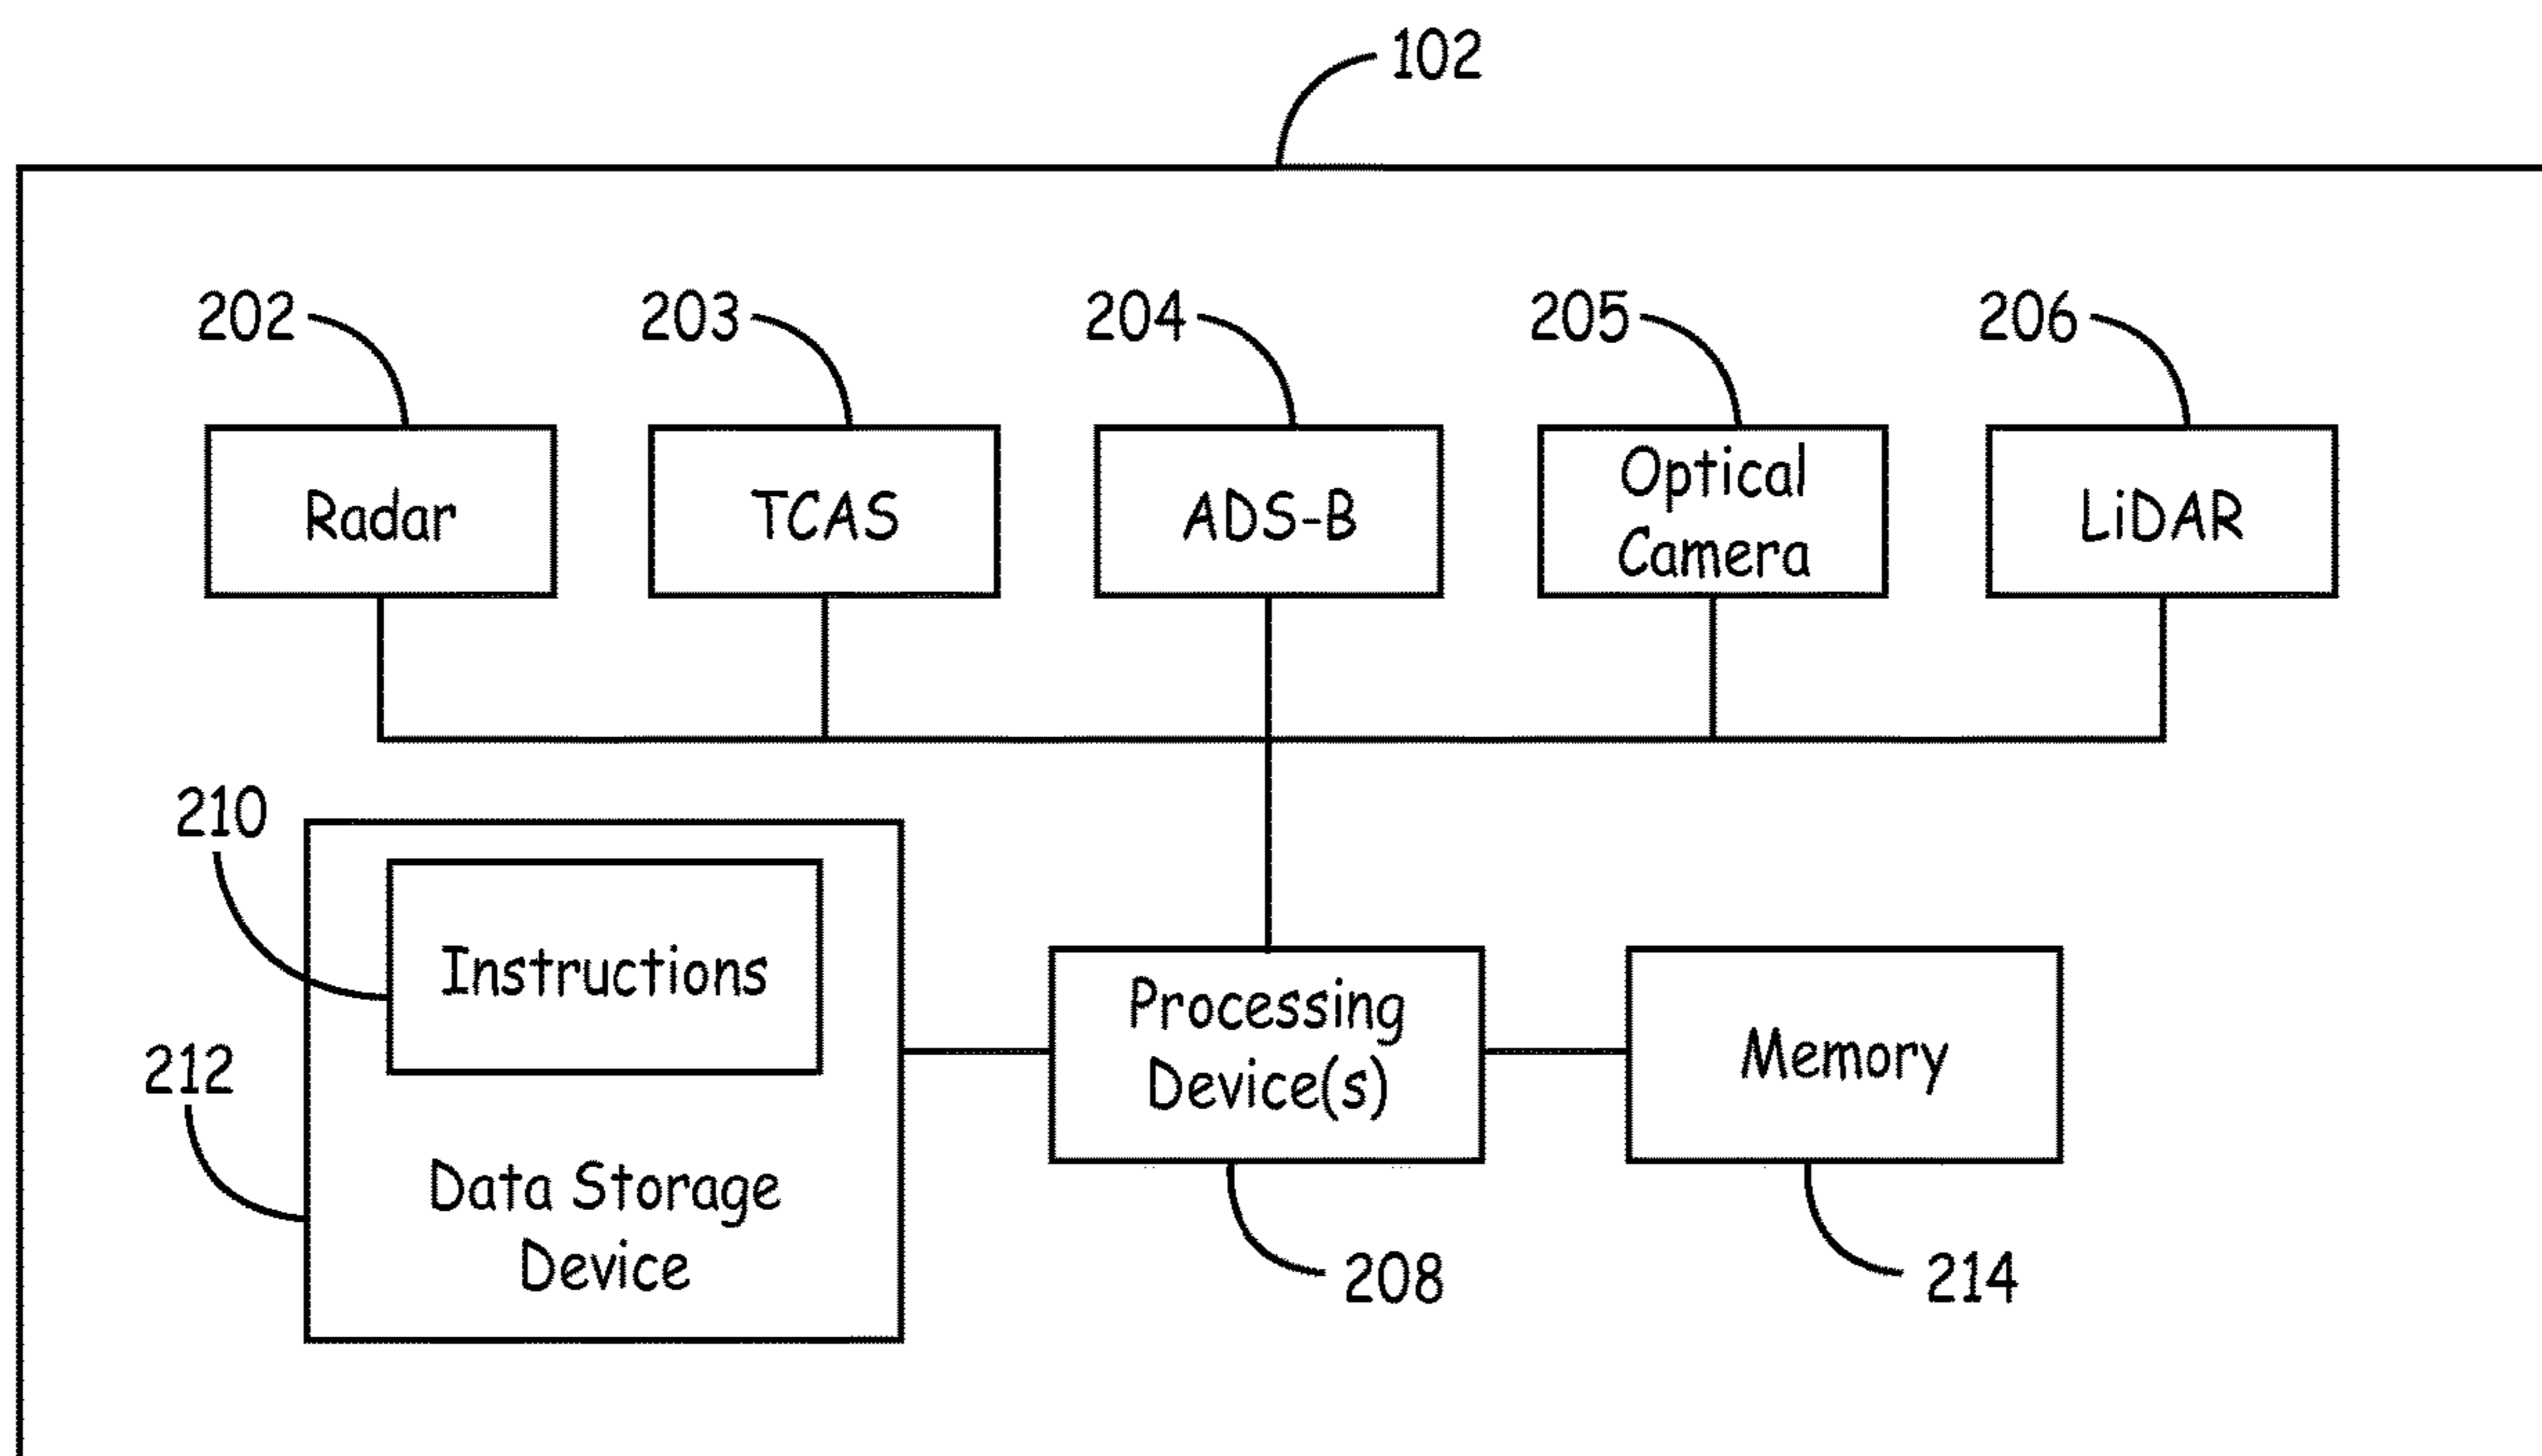 102
202
203
204
205
206
Radar
TCAS
ADS-B
Optical
Camera
LiDAR
210
Instructions
212
Data Storage
Device
Processing
Device(s)
Memory
208
214